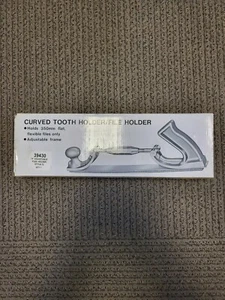 CURVED TOOTH HOLDER FILE HOLDER
Holds 350mm flat
flexible files only
Adjustable frame
39430